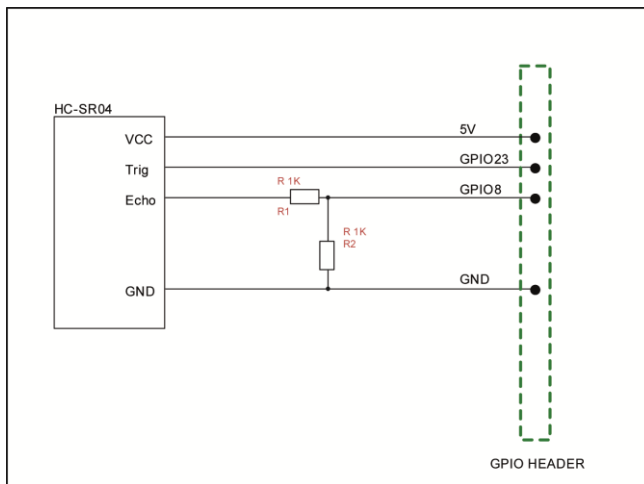 HC-SR04
VCC
5V
Trig
GPIO23
Echo
R 1K
R1
GPIO8
R 1K
R2
GND
GND
GPIO HEADER